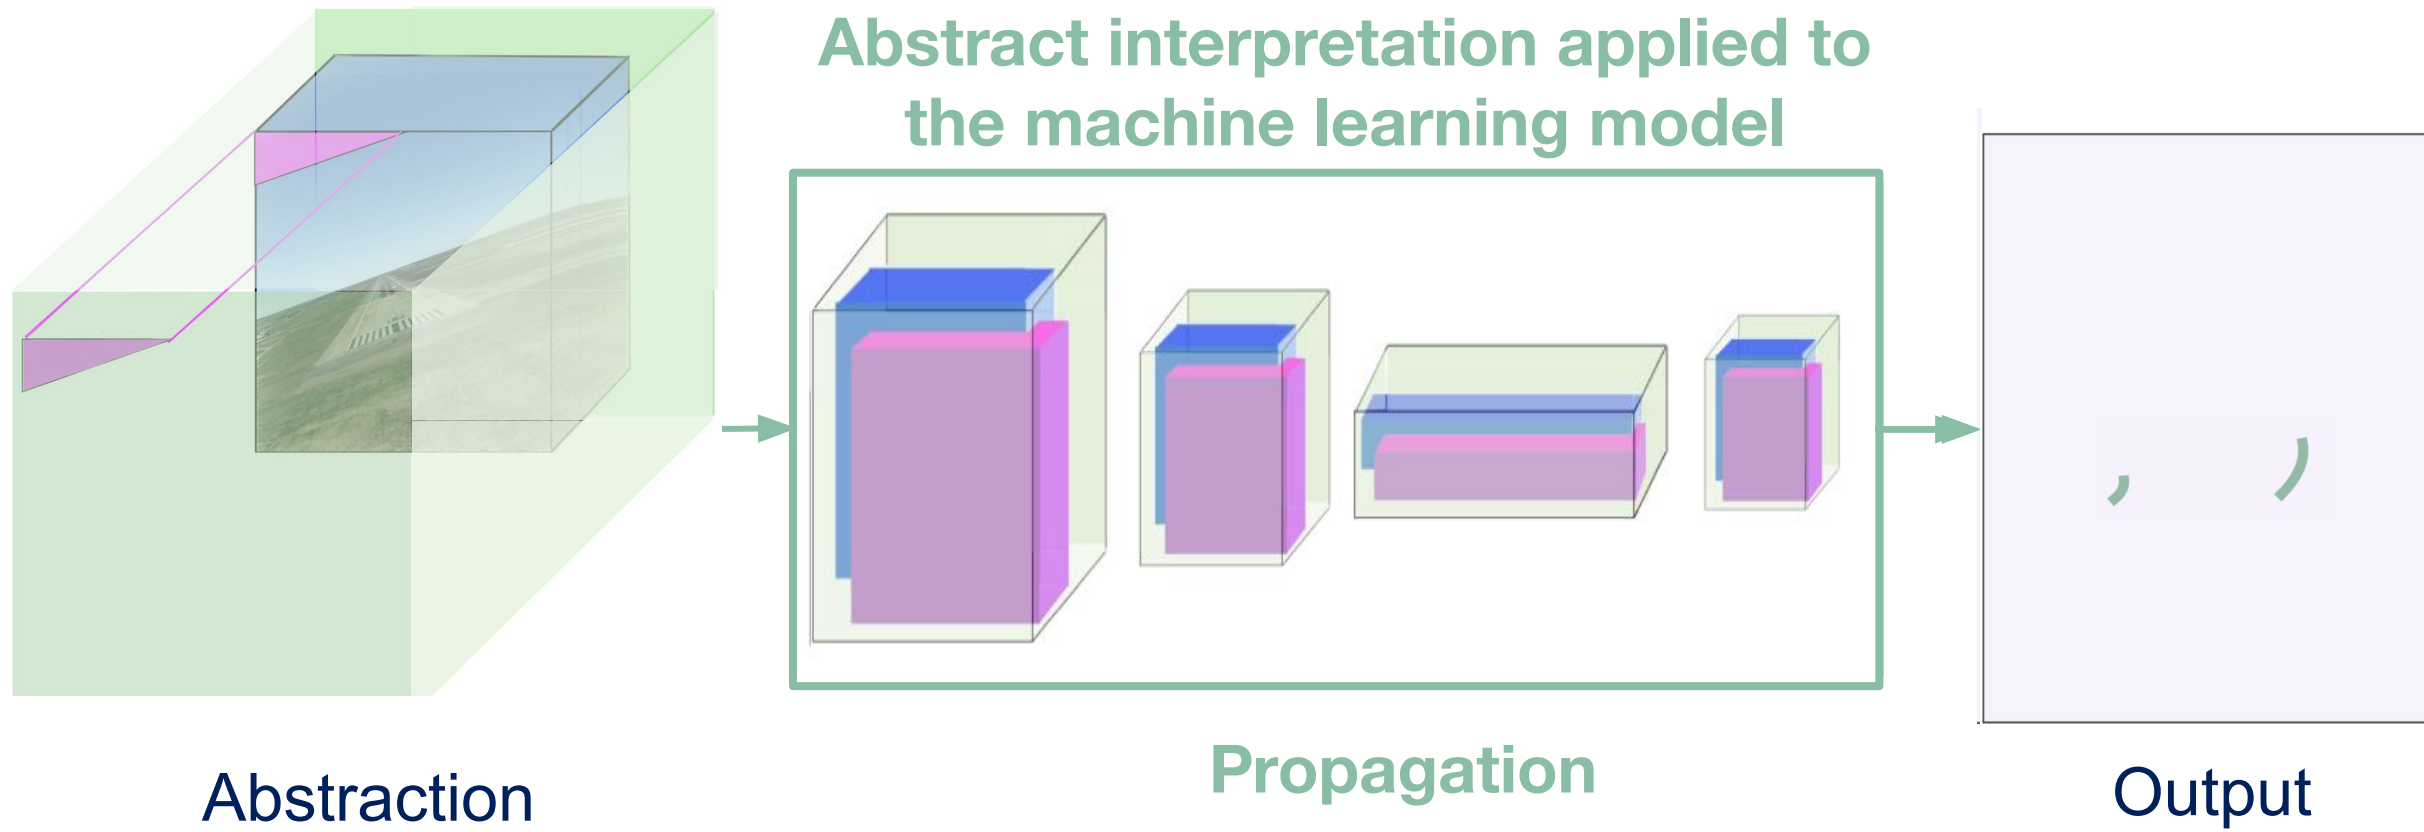 Abstract interpretation applied to
the machine learning model
Propagation
Abstraction
Output